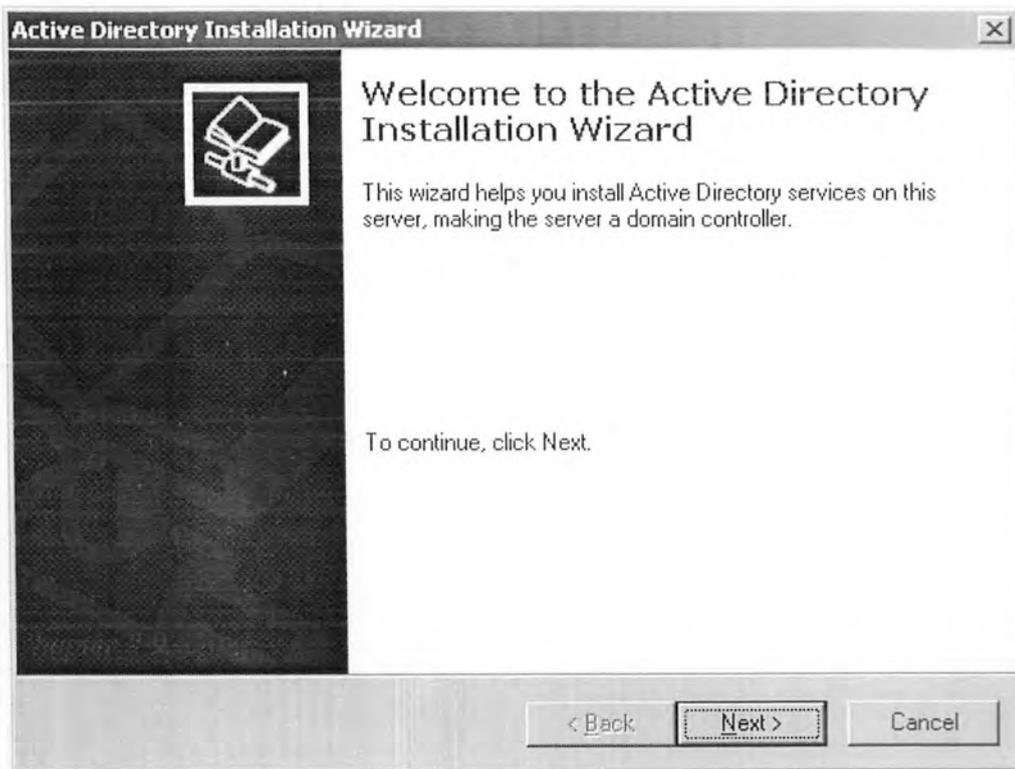 Active Directory Installation Wizard
Welcome to the Active Directory
Installation Wizard
This wizard helps you install Active Directory services on this
server, making the server a domain controller.
To continue, click Next.
< Back
Next >
Cancel